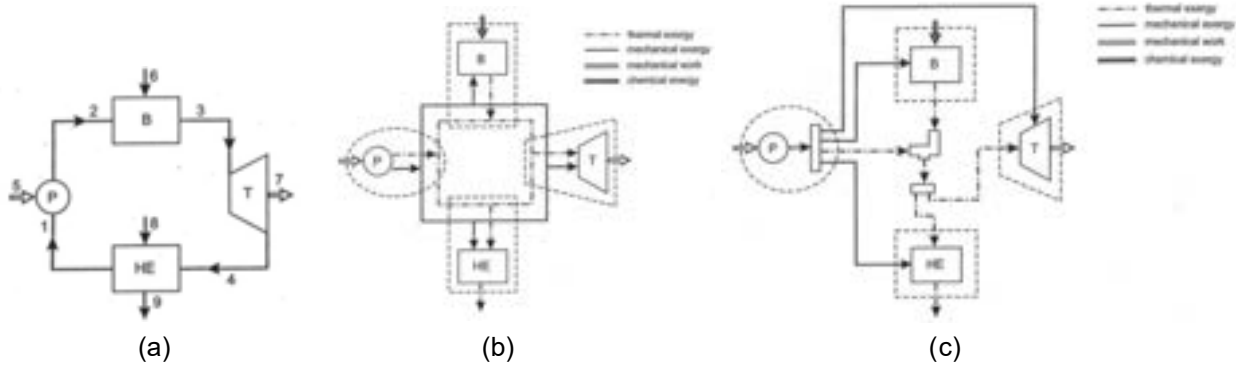 6
2
B
3
5
P
T
7
1
8
HE
4
9
(a)
thermal exergy
mechanical exergy
mechanical work
chemical exergy
B
P
T
HE
(b)
thermal exergy
mechanical exergy
mechanical work
chemical exergy
B
P
T
HE
(c)